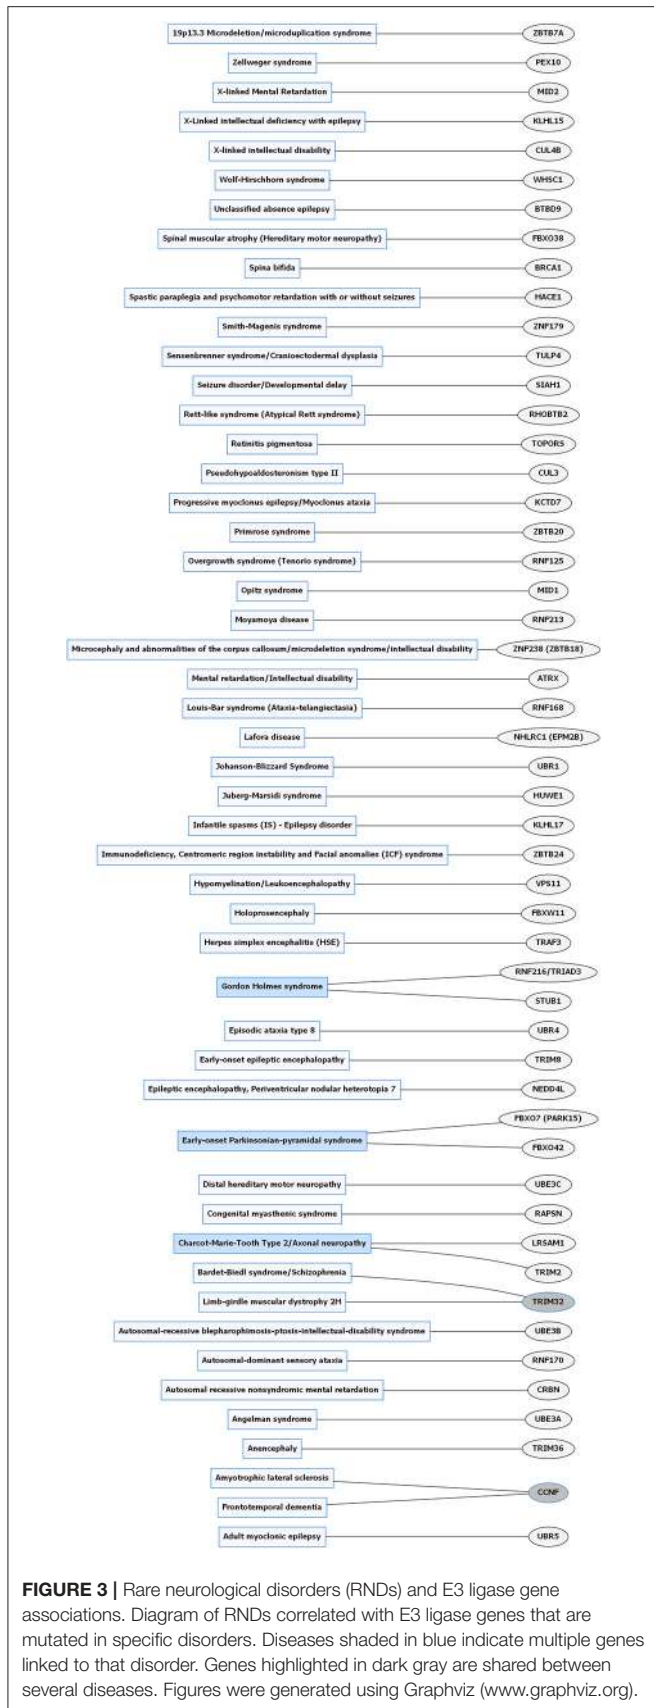 19p13.3 Microdeletion/microduplication syndrome ZBTB7A
Zellweger syndrome PEX10
X-linked Mental Retardation MID2
X-Linked intellectual deficiency with epilepsy KLHL15
X-linked intellectual disability CUL4B
Wolf-Hirschhorn syndrome WHSC1
Unclassified absence epilepsy BTBD9
Spinal muscular atrophy (Hereditary motor neuropathy) FBXO38
Spina bifida BRCA1
Spastic paraplegia and psychomotor retardation with or without seizures HACE1
Smith-Magenis syndrome ZNF179
Sensenbrenner syndrome/Cranioectodermal dysplasia TULP4
Seizure disorder/Developmental delay SIAH1
Rett-like syndrome (Atypical Rett syndrome) RHOBTB2
Retinitis pigmentosa TOPORS
Pseudohypoaldosteronism type II CUL3
Progressive myoclonus epilepsy/Myoclonus ataxia KCTD7
Primrose syndrome ZBTB20
Overgrowth syndrome (Tenorio syndrome) RNF125
Opitz syndrome MID1
Moyamoya disease RNF213
Microcephaly and abnormalities of the corpus callosum/microdeletion syndrome/intellectual disability ZNF238 (ZBTB18)
Mental retardation/Intellectual disability ATRX
Louis-Bar syndrome (Ataxia-telangiectasia) RNF168
Lafora disease NHLRC1 (EPM2B)
Johanson-Blizzard Syndrome UBR1
Juberg-Marsidi syndrome HUWE1
Infantile spasms (IS) - Epilepsy disorder KLHL17
Immunodeficiency, Centromeric region instability and Facial anomalies (ICF) syndrome ZBTB24
Hypomyelination/Leukoencephalopathy VPS11
Holoprosencephaly FBXW11
Herpes simplex encephalitis (HSE) TRAF3
RNF216/TRIAD3
Gordon Holmes syndrome
STUB1
Episodic ataxia type 8 UBR4
Early-onset epileptic encephalopathy TRIM8
Epileptic encephalopathy, Periventricular nodular heterotopia 7 NEDD4L
FBXO7 (PARK15)
Early-onset Parkinsonian-pyramidal syndrome
FBXO42
Distal hereditary motor neuropathy UBE3C
Congenital myasthenic syndrome RAPSN
Charcot-Marie-Tooth Type 2/Axonal neuropathy LRSAM1
Bardet-Biedl syndrome/Schizophrenia TRIM2
Limb-girdle muscular dystrophy 2H TRIM32
Autosomal-recessive blepharophimosis-ptosis-intellectual-disability syndrome UBE3B
Autosomal-dominant sensory ataxia RNF170
Autosomal recessive nonsyndromic mental retardation CRBN
Angelman syndrome UBE3A
Anencephaly TRIM36
Amyotrophic lateral sclerosis
CCNF
Frontotemporal dementia
Adult myoclonic epilepsy UBR5
FIGURE 3 | Rare neurological disorders (RNDs) and E3 ligase gene
associations. Diagram of RNDs correlated with E3 ligase genes that are
mutated in specific disorders. Diseases shaded in blue indicate multiple genes
linked to that disorder. Genes highlighted in dark gray are shared between
several diseases. Figures were generated using Graphviz (www.graphviz.org).